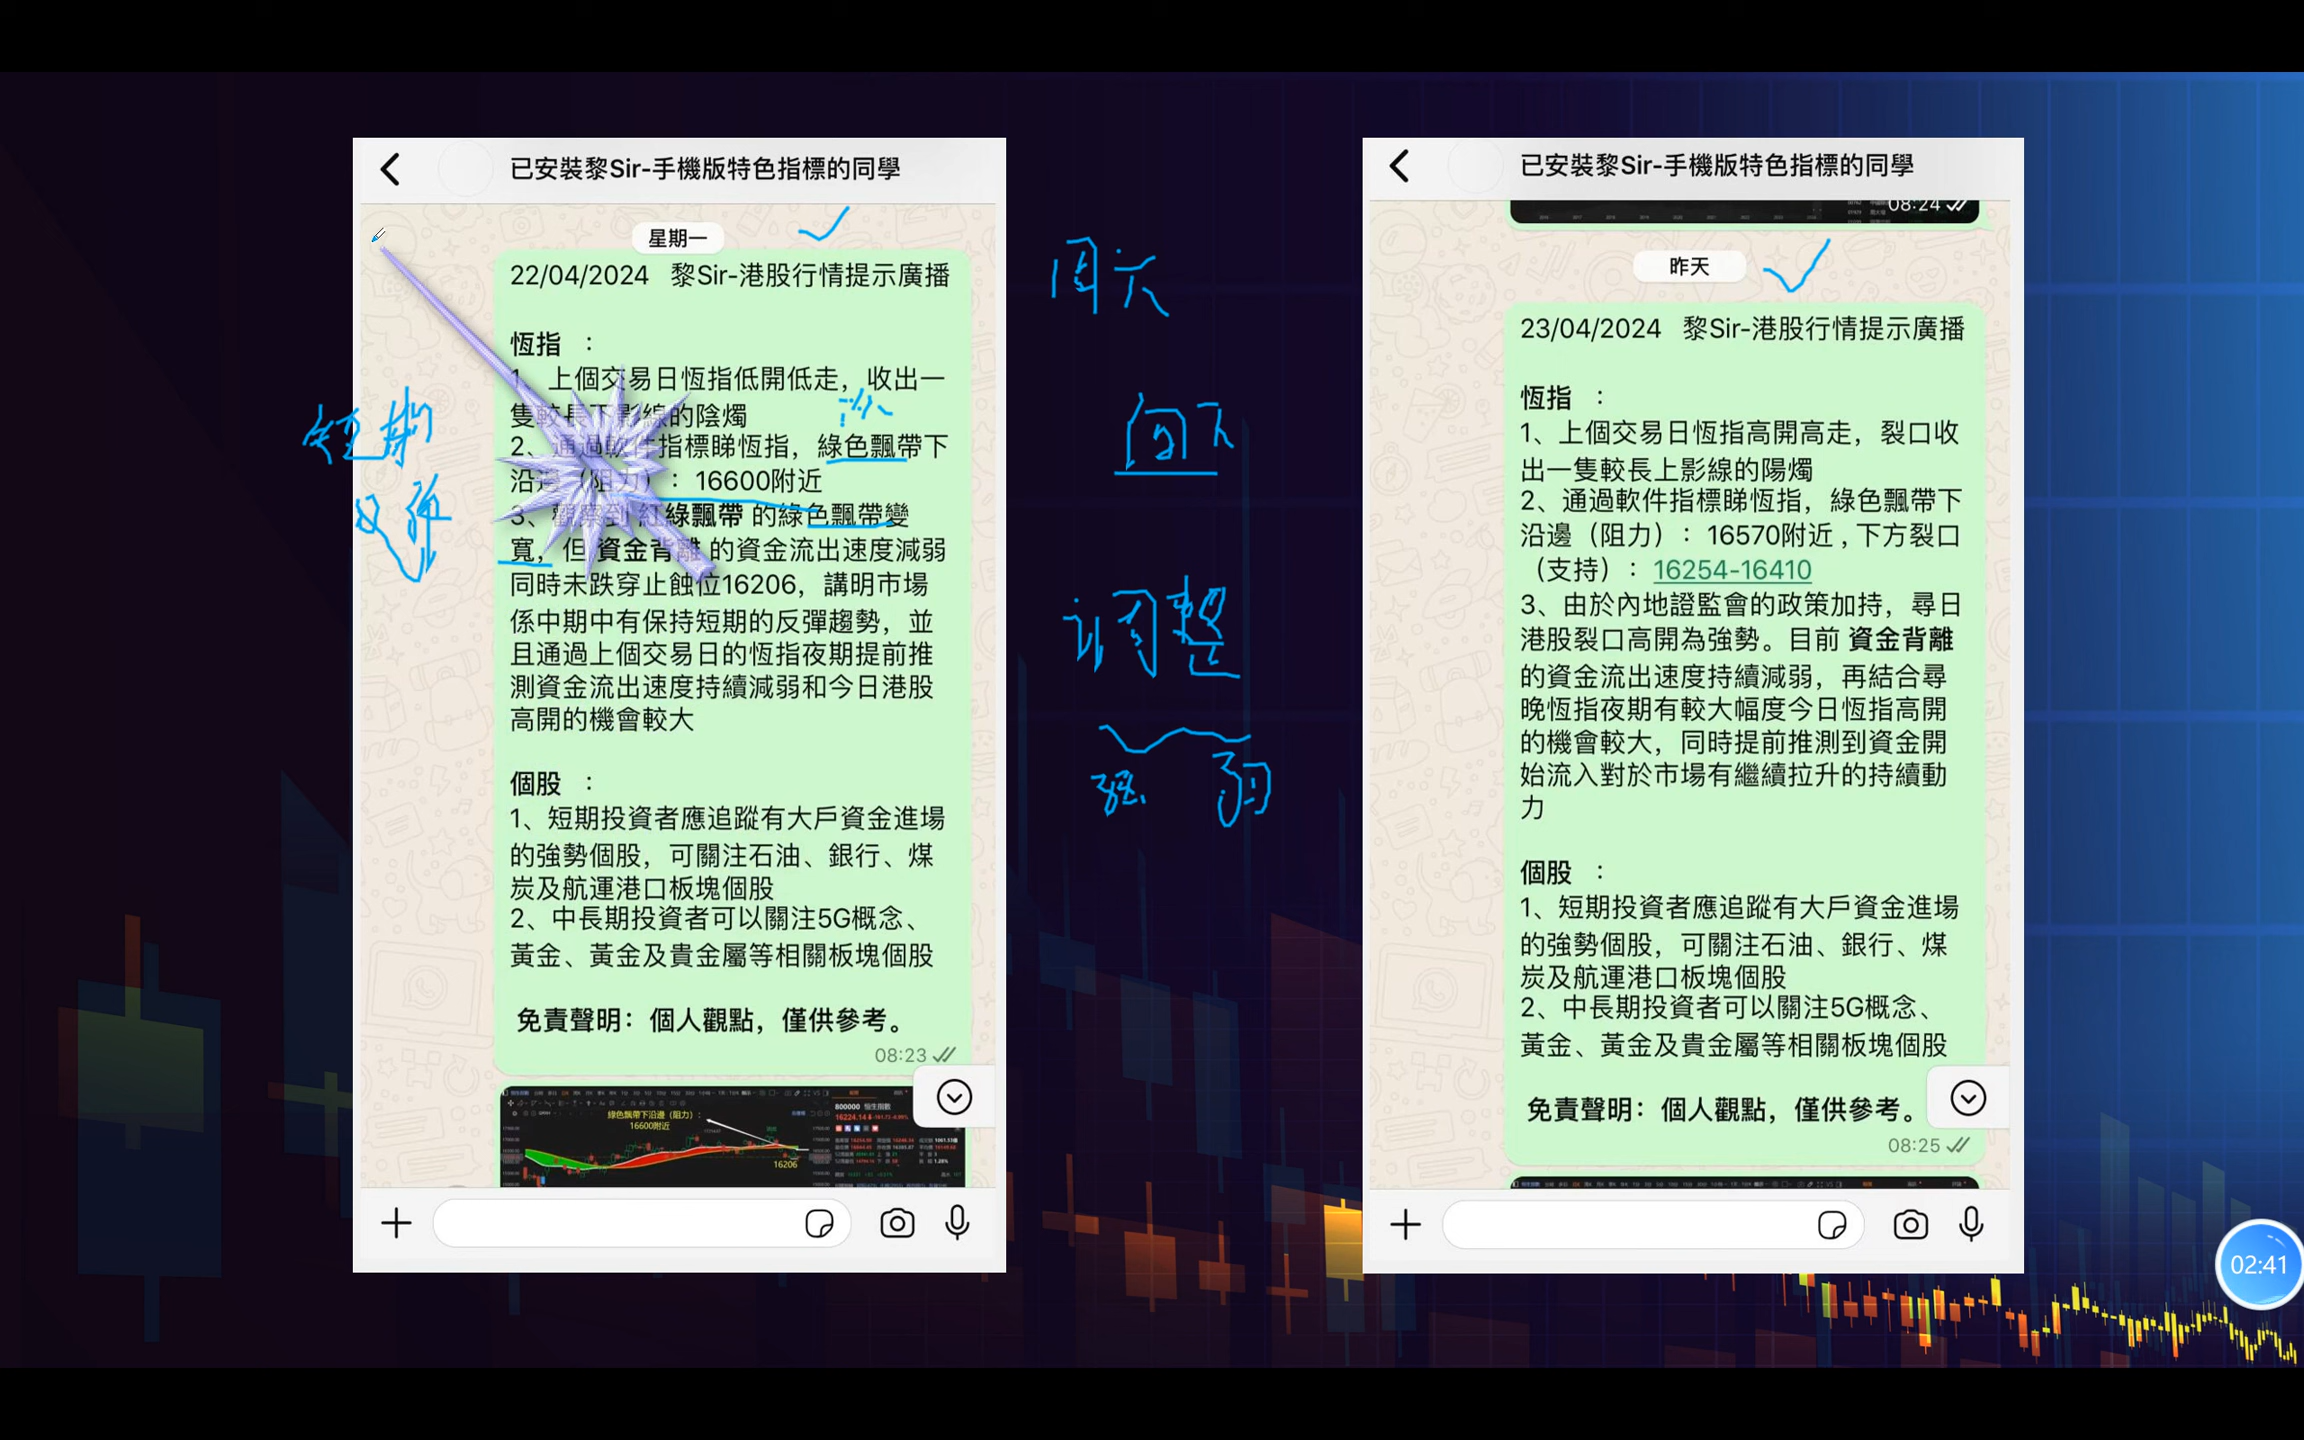 已安裝黎Sir-手機版特色指標的同學
星期一
22/04/2024 黎Sir-港股行情提示廣播
恆指 :
1、上個交易日恆指低開低走，收出一
隻較長下影線的陰燭
2、通過軟件指標睇恆指，綠色飄帶下
沿邊（阻力）: 16600附近
3、觀察到 紅綠飄帶 的綠色飄帶變
寬，但 資金背離 的資金流出速度減弱
同時未跌穿止蝕位16206，講明市場
係中期中有保持短期的反彈趨勢，並
且通過上個交易日的恆指夜期提前推
測資金流出速度持續減弱和今日港股
高開的機會較大
個股 :
1、短期投資者應追蹤有大戶資金進場
的強勢個股，可關注石油、銀行、煤
炭及航運港口板塊個股
2、中長期投資者可以關注5G概念、
黃金、黃金及貴金屬等相關板塊個股
免責聲明：個人觀點，僅供參考。
08:23
綠色飄帶下沿邊（阻力）:
16600附近
16206
800000 恒生指數
短期
周六
调整
强 弱
已安裝黎Sir-手機版特色指標的同學
08:24
昨天
23/04/2024 黎Sir-港股行情提示廣播
恆指 :
1、上個交易日恆指高開高走，裂口收
出一隻較長上影線的陽燭
2、通過軟件指標睇恆指，綠色飄帶下
沿邊（阻力）: 16570附近 , 下方裂口
（支持）: 16254-16410
3、由於內地證監會的政策加持，尋日
港股裂口高開為強勢。目前 資金背離
的資金流出速度持續減弱，再結合尋
晚恆指夜期有較大幅度今日恆指高開
的機會較大，同時提前推測到資金開
始流入對於市場有繼續拉升的持續動
力
個股 :
1、短期投資者應追蹤有大戶資金進場
的強勢個股，可關注石油、銀行、煤
炭及航運港口板塊個股
2、中長期投資者可以關注5G概念、
黃金、黃金及貴金屬等相關板塊個股
免責聲明：個人觀點，僅供參考。
08:25
02:41